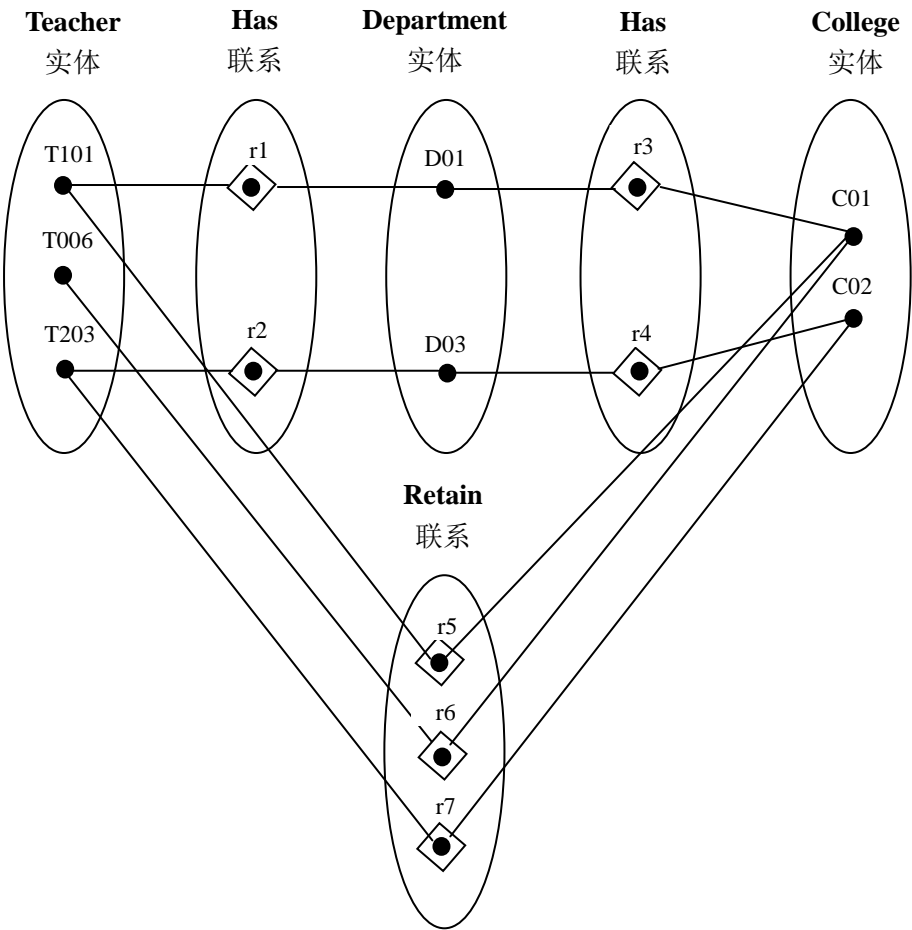 Teacher Has Department Has College
实体 联系 实体 联系 实体
T101 r1 D01 r3 C01
T006
C02
T203 r2 D03 r4
Retain
联系
r5
r6
r7